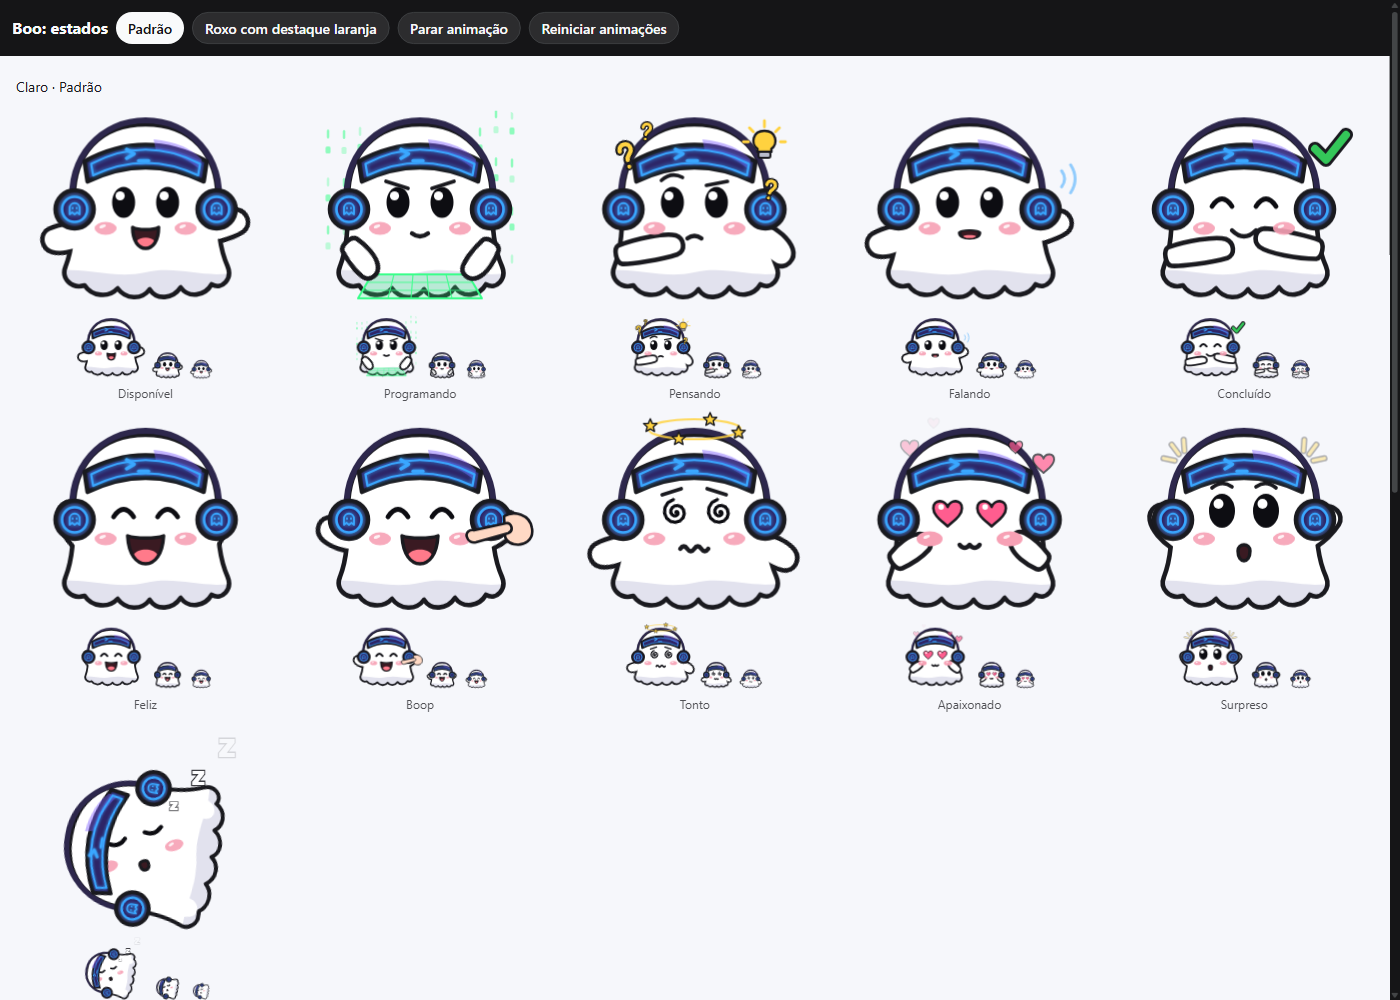 Boo: estados
Padrão
Roxo com destaque laranja
Parar animação
Reiniciar animações
Claro · Padrão
>_
>_
? ? ?
>_
>_
>_
Disponível
Programando
Pensando
Falando
Concluído
>_
>_
>_
>_
>_
Feliz
Boop
Tonto
Apaixonado
Surpreso
Z
Z
Z